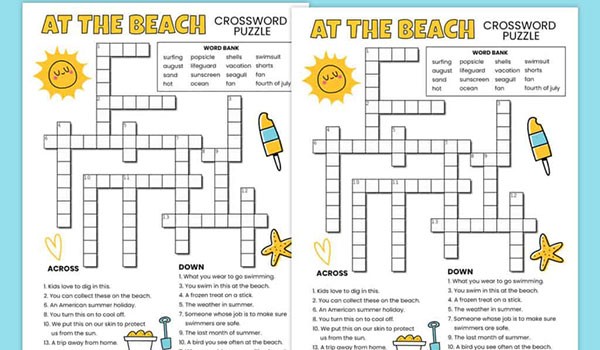 AT THE BEACH
CROSSWORD
PUZZLE
WORD BANK
surfing popsicle shells swimsuit
august lifeguard vacation shorts
sand sunscreen seagull fan
hot ocean fan fourth of july
ACROSS
1. Kids love to dig in this.
2. You can collect these on the beach.
6. An American summer holiday.
8. You turn this on to cool off.
10. We put this on our skin to protect
us from the sun.
13. A trip away from home.
DOWN
1. What you wear to go swimming.
3. You swim in this at the beach.
4. A frozen treat on a stick.
5. The weather in summer.
7. Someone whose job is to make sure
swimmers are safe.
9. The last month of summer.
10. A bird you see often at the beach.
AT THE BEACH
CROSSWORD
PUZZLE
WORD BANK
surfing popsicle shells swimsuit
august lifeguard vacation shorts
sand sunscreen seagull fan
hot ocean fan fourth of july
ACROSS
1. Kids love to dig in this.
2. You can collect these on the beach.
6. An American summer holiday.
8. You turn this on to cool off.
10. We put this on our skin to protect
us from the sun.
13. A trip away from home.
DOWN
1. What you wear to go swimming.
3. You swim in this at the beach.
4. A frozen treat on a stick.
5. The weather in summer.
7. Someone whose job is to make sure
swimmers are safe.
9. The last month of summer.
10. A bird you see often at the beach.